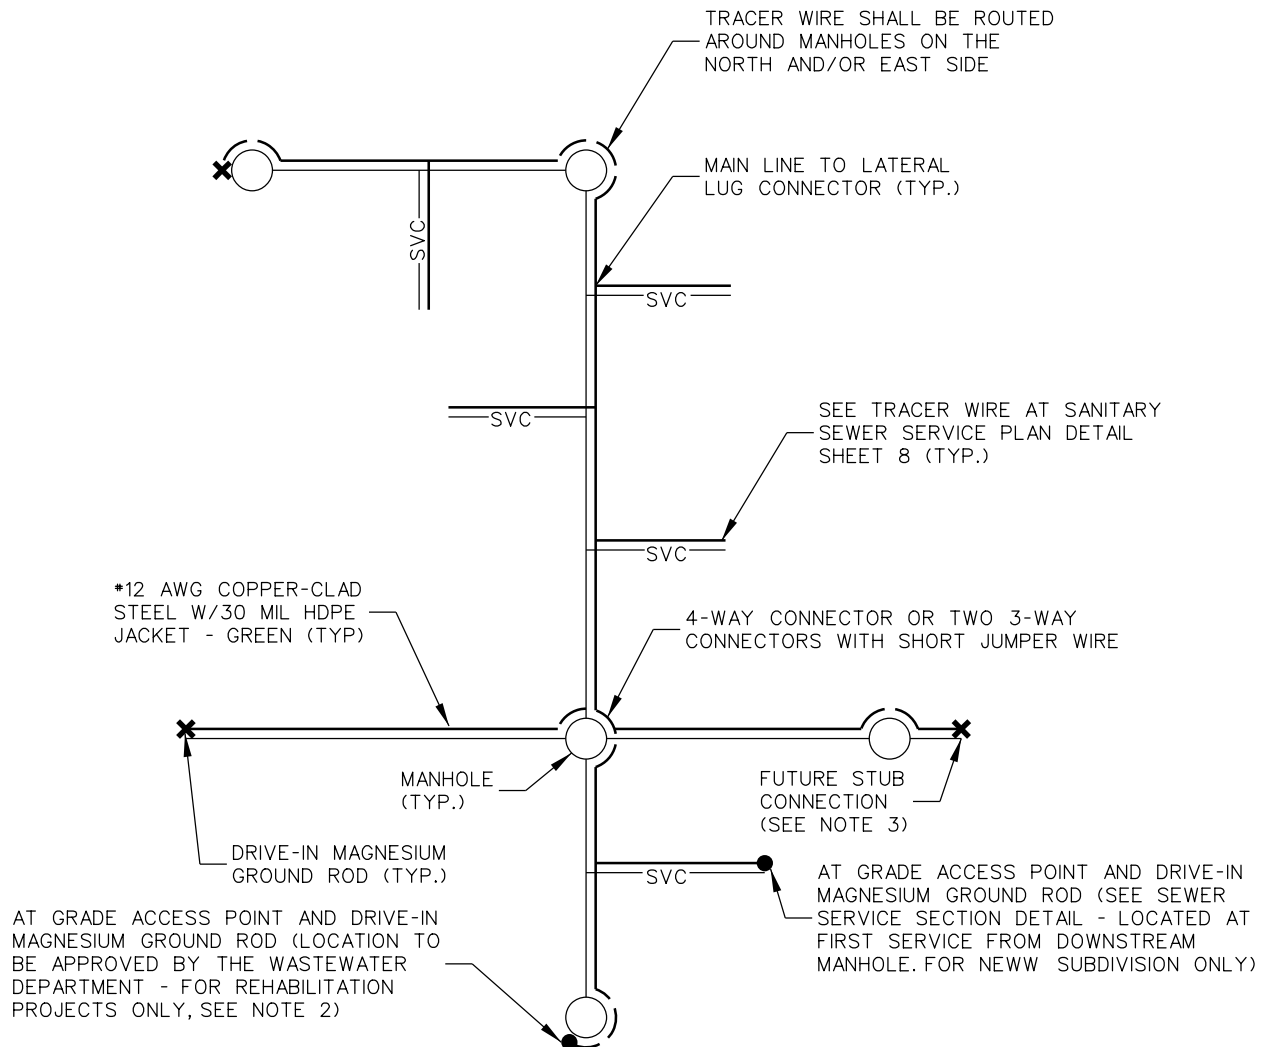 TRACER WIRE SHALL BE ROUTED
AROUND MANHOLES ON THE
NORTH AND/OR EAST SIDE
MAIN LINE TO LATERAL
LUG CONNECTOR (TYP.)
SVC
SVC
SVC
SEE TRACER WIRE AT SANITARY
SEWER SERVICE PLAN DETAIL
SHEET 8 (TYP.)
SVC
#12 AWG COPPER-CLAD
STEEL W/30 MIL HDPE
JACKET - GREEN (TYP)
4-WAY CONNECTOR OR TWO 3-WAY
CONNECTORS WITH SHORT JUMPER WIRE
MANHOLE
(TYP.)
FUTURE STUB
CONNECTION
(SEE NOTE 3)
DRIVE-IN MAGNESIUM
GROUND ROD (TYP.)
SVC
AT GRADE ACCESS POINT AND DRIVE-IN
MAGNESIUM GROUND ROD (SEE SEWER
SERVICE SECTION DETAIL - LOCATED AT
FIRST SERVICE FROM DOWNSTREAM
MANHOLE. FOR NEWW SUBDIVISION ONLY)
AT GRADE ACCESS POINT AND DRIVE-IN
MAGNESIUM GROUND ROD (LOCATION TO
BE APPROVED BY THE WASTEWATER
DEPARTMENT - FOR REHABILITATION
PROJECTS ONLY, SEE NOTE 2)